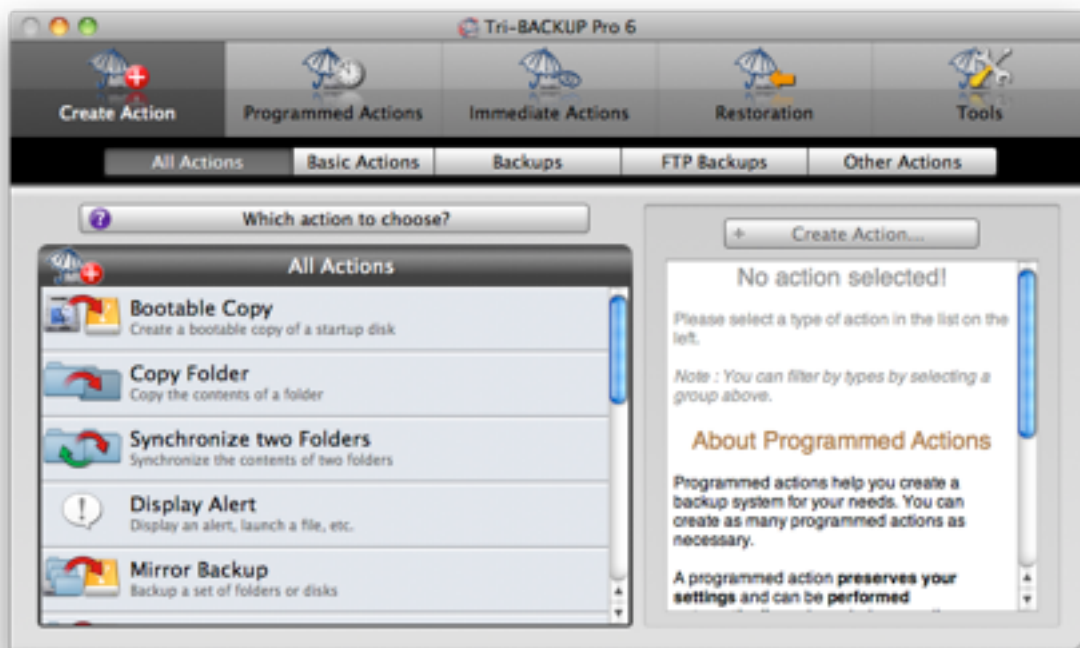 Tri-BACKUP Pro 6
Create Action
Programmed Actions
Immediate Actions
Restoration
Tools
All Actions
Basic Actions
Backups
FTP Backups
Other Actions
Which action to choose?
All Actions
Bootable Copy
Create a bootable copy of a startup disk
Copy Folder
Copy the contents of a folder
Synchronize two Folders
Synchronize the contents of two folders
Display Alert
Display an alert, launch a file, etc.
Mirror Backup
Backup a set of folders or disks
+ Create Action...
No action selected!
Please select a type of action in the list on the
left.
Note : You can filter by types by selecting a
group above.
About Programmed Actions
Programmed actions help you create a
backup system for your needs. You can
create as many programmed actions as
necessary.
A programmed action preserves your
settings and can be performed